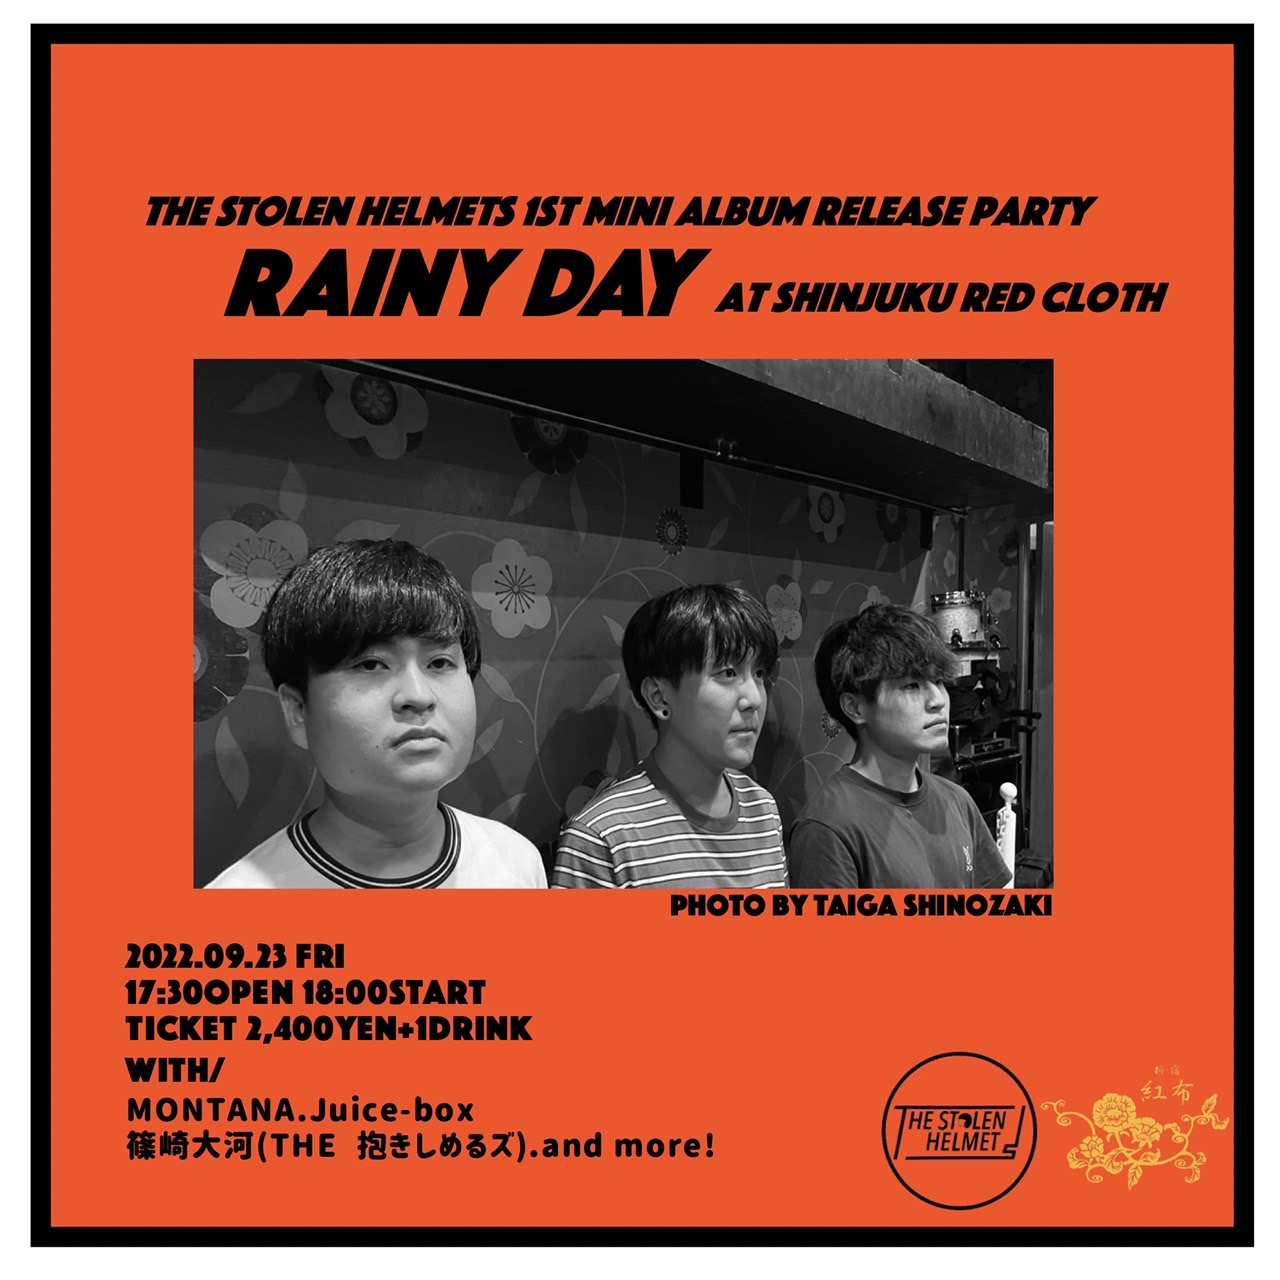 THE STOLEN HELMETS 1ST MINI ALBUM RELEASE PARTY
RAINY DAY AT SHINJUKU RED CLOTH
PHOTO BY TAIGA SHINOZAKI
2022.09.23 FRI
17:30OPEN 18:00START
TICKET 2,400YEN+1DRINK
WITH/
MONTANA.Juice-box
篠崎大河(THE 抱きしめるズ).and more!
THE STOLEN
HELMETS
新宿
紅布